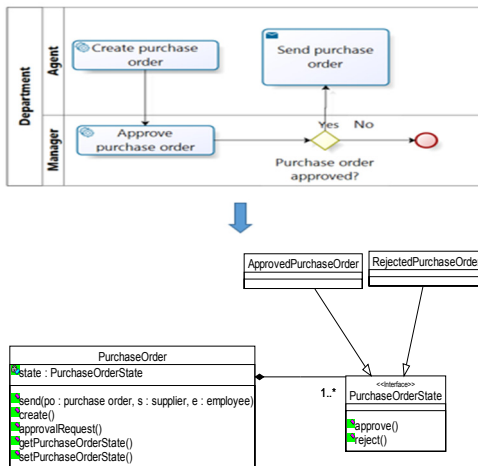 Department
Agent
Create purchase
order
Send purchase
order
Manager
Approve
purchase order
Yes
No
Purchase order
approved?
ApprovedPurchaseOrder
RejectedPurchaseOrder
PurchaseOrder
state : PurchaseOrderState
send(po : purchase order, s : supplier, e : employee)
create()
approvalRequest()
getPurchaseOrderState()
setPurchaseOrderState()
1..*
<<Interface>>
PurchaseOrderState
approve()
reject()